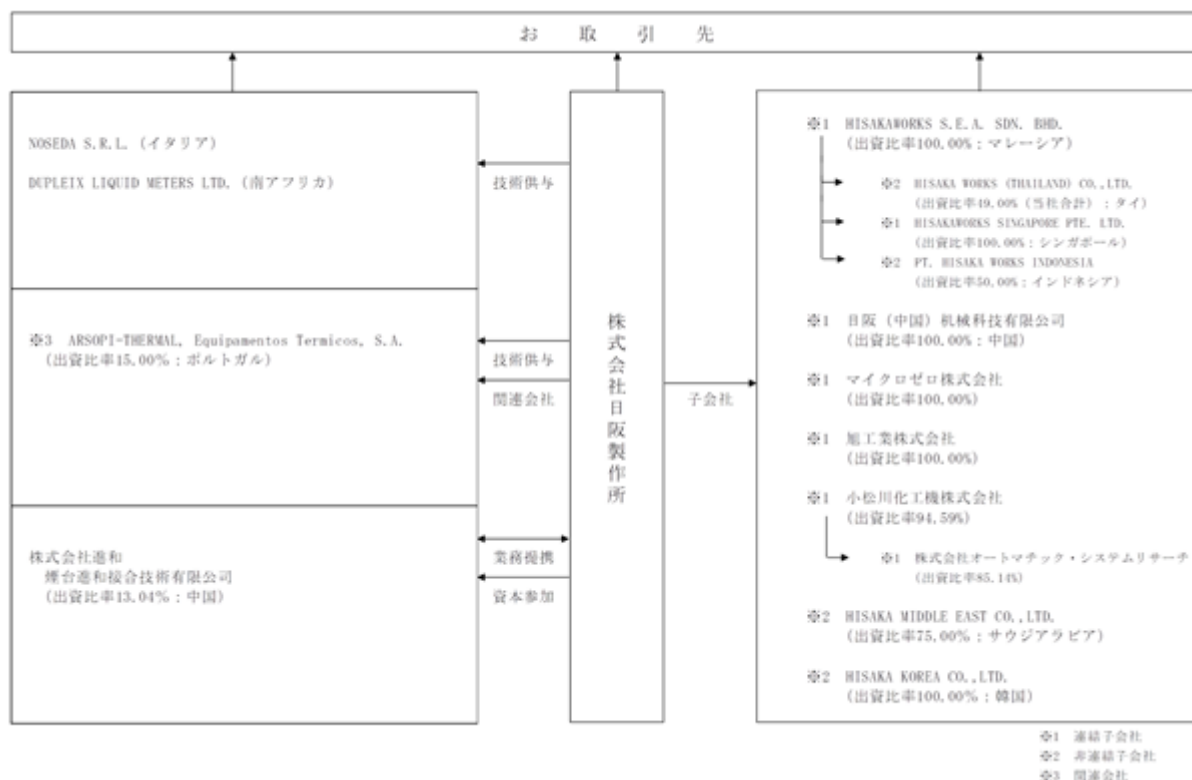 お取引先
NOSEDA S.R.L. (イタリア)
DUPLEIX LIQUID METERS LTD. (南アフリカ)
技術供与
※3 ARSOPI-THERMAL, Equipamentos Termicos, S.A.
(出資比率15.00%:ポルトガル)
技術供与
関連会社
株式会社進和
煙台進和接合技術有限公司
(出資比率13.04%:中国)
業務提携
資本参加
株式会社日阪製作所
子会社
※1 HISAKAWORKS S.E.A. SDN. BHD.
(出資比率100.00%:マレーシア)
※2 HISAKA WORKS (THAILAND) CO.,LTD.
(出資比率49.00%(当社合計):タイ)
※1 HISAKAWORKS SINGAPORE PTE. LTD.
(出資比率100.00%:シンガポール)
※2 PT. HISAKA WORKS INDONESIA
(出資比率50.00%:インドネシア)
※1 日阪(中国)机械科技有限公司
(出資比率100.00%:中国)
※1 マイクロゼロ株式会社
(出資比率100.00%)
※1 旭工業株式会社
(出資比率100.00%)
※1 小松川化工機株式会社
(出資比率94.59%)
※1 株式会社オートマチック・システムリサーチ
(出資比率85.14%)
※2 HISAKA MIDDLE EAST CO.,LTD.
(出資比率75.00%:サウジアラビア)
※2 HISAKA KOREA CO.,LTD.
(出資比率100.00%:韓国)
※1 連結子会社
※2 非連結子会社
※3 関連会社